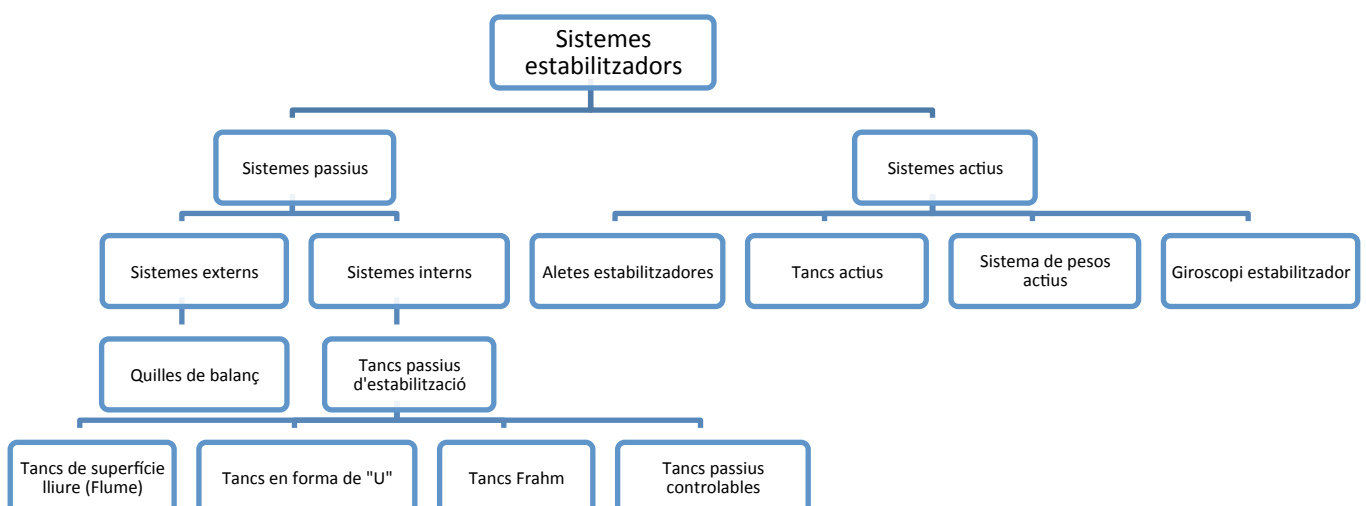 Sistemes
estabilitzadors
Sistemes passius
Sistemes actius
Sistemes externs
Sistemes interns
Aletes estabilitzadores
Tancs actius
Sistema de pesos
actius
Giroscopi estabilitzador
Quilles de balanç
Tancs passius
d'estabilització
Tancs de superfície
lliure (Flume)
Tancs en forma de "U"
Tancs Frahm
Tancs passius
controlables